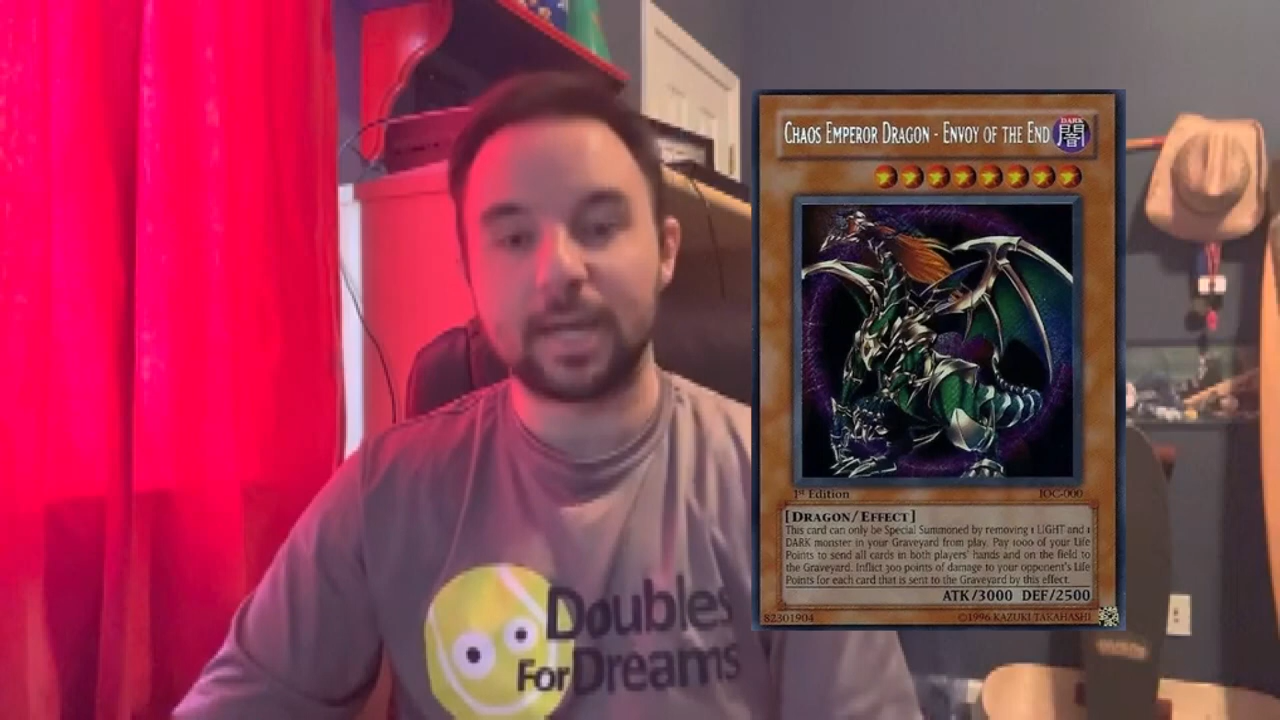 Doubles
For Dreams
CHAOS EMPEROR DRAGON - ENVOY OF THE END
DARK
闇
1st Edition
IOC-000
[DRAGON/EFFECT]
This card can only be Special Summoned by removing 1 LIGHT and 1
DARK monster in your Graveyard from play. Pay 1000 of your Life
Points to send all cards in both players' hands and on the field to
the Graveyard. Inflict 300 points of damage to your opponent's Life
Points for each card that is sent to the Graveyard by this effect.
ATK/3000 DEF/2500
82301904
©1996 KAZUKI TAKAHASHI